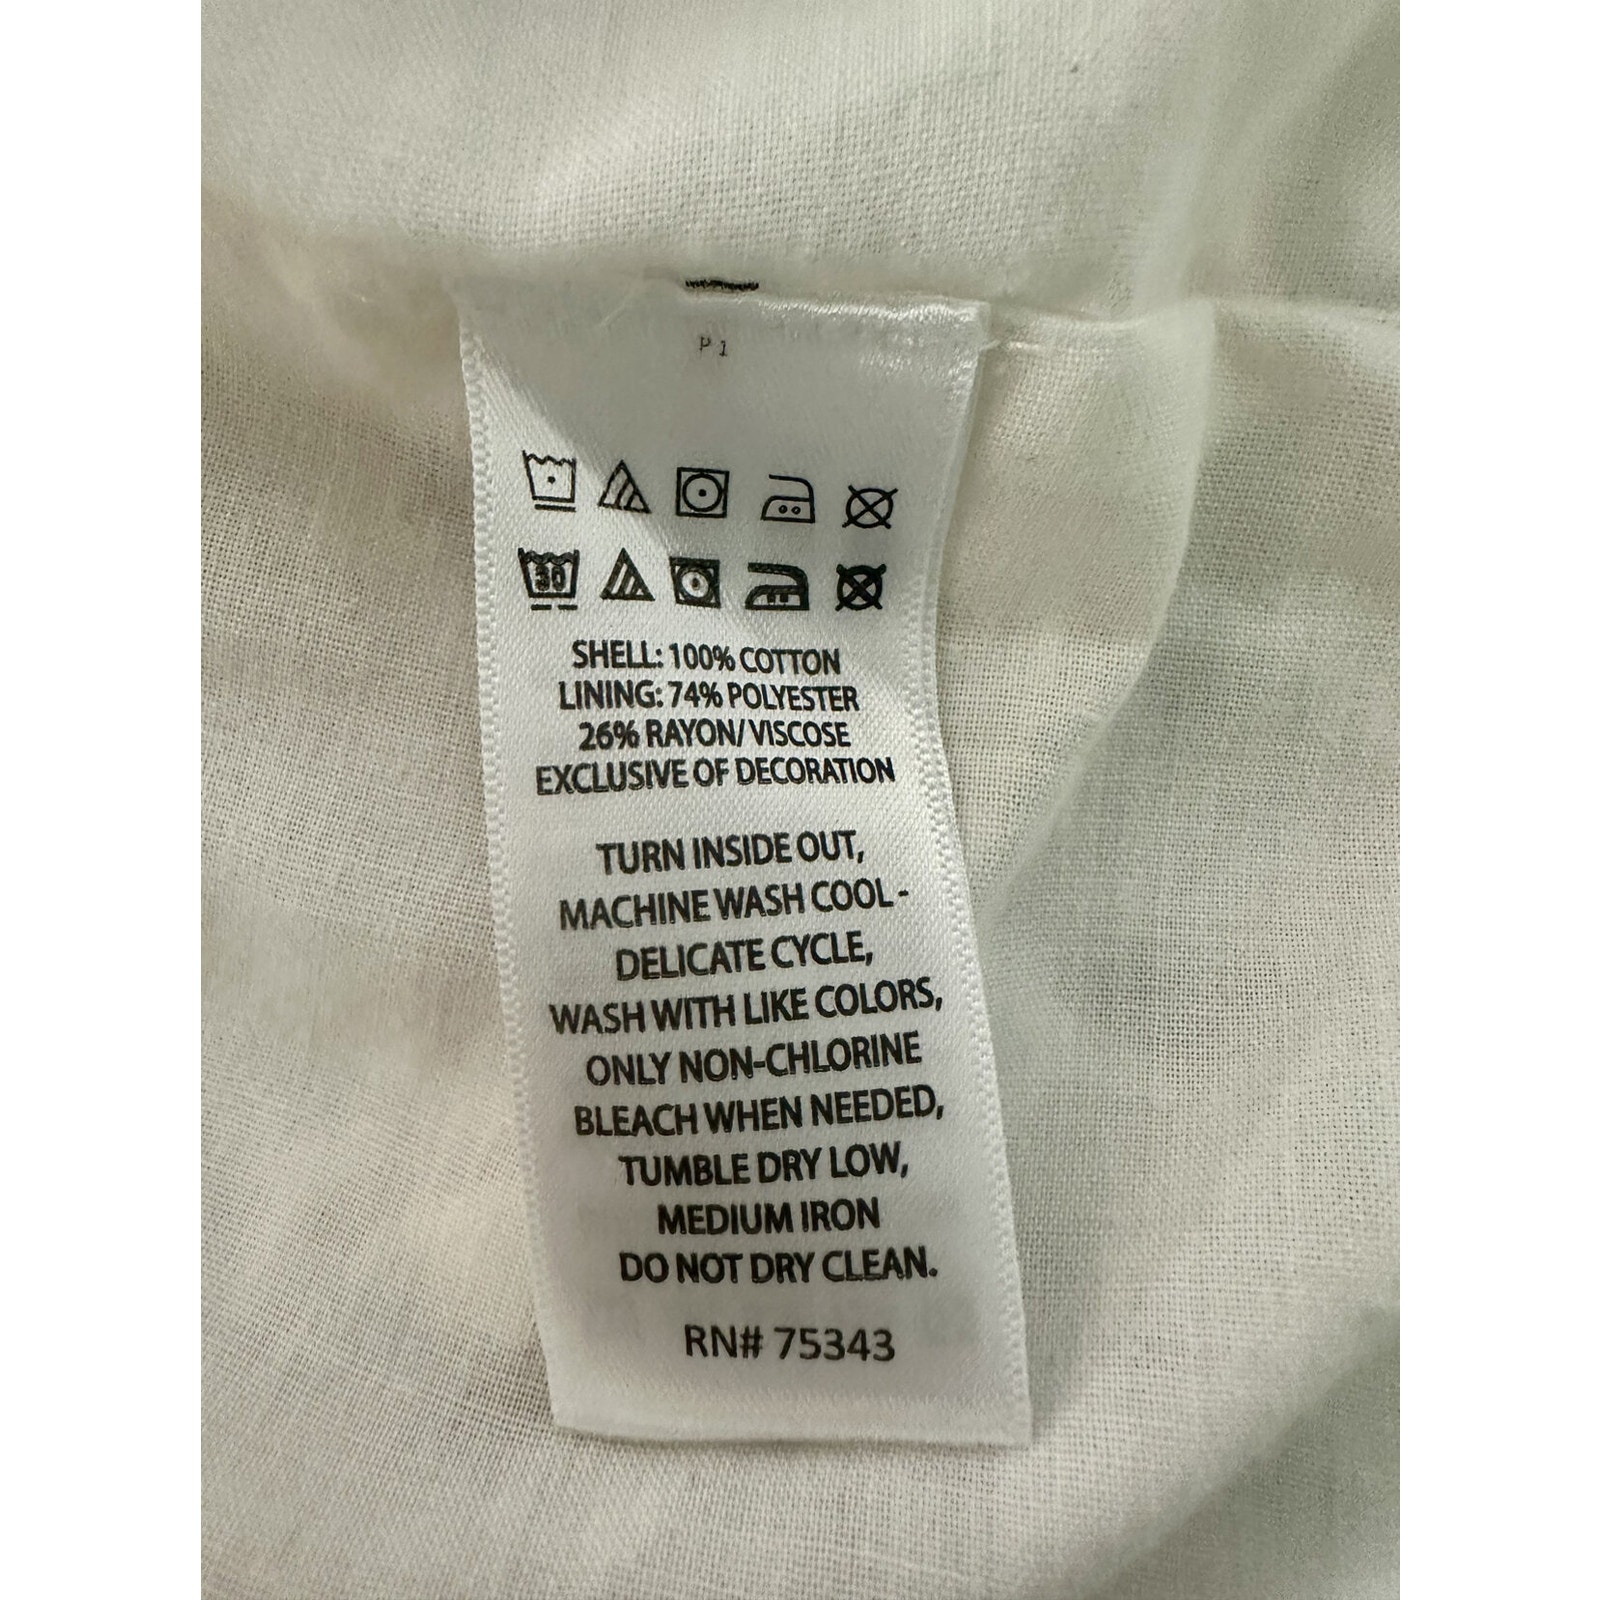 P 1
30
SHELL: 100% COTTON
LINING: 74% POLYESTER
26% RAYON/VISCOSE
EXCLUSIVE OF DECORATION
TURN INSIDE OUT,
MACHINE WASH COOL -
DELICATE CYCLE,
WASH WITH LIKE COLORS,
ONLY NON-CHLORINE
BLEACH WHEN NEEDED,
TUMBLE DRY LOW,
MEDIUM IRON
DO NOT DRY CLEAN.
RN# 75343